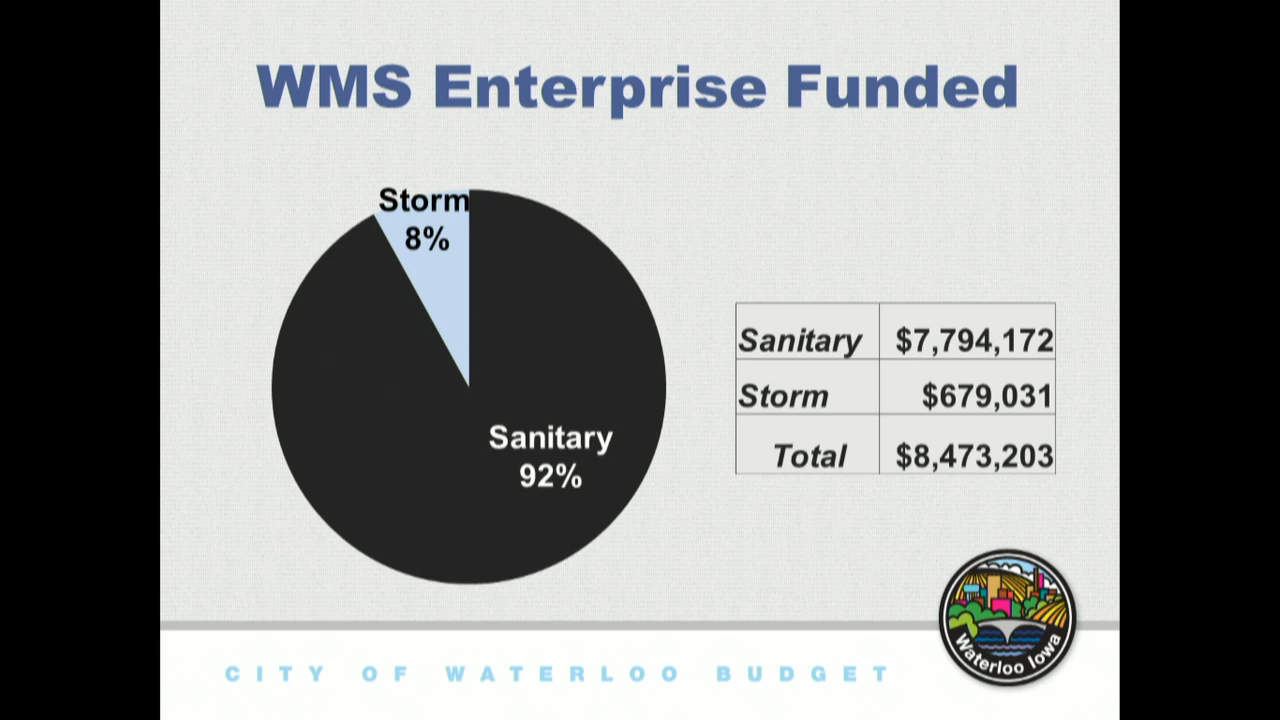 WMS Enterprise Funded
Storm
8%
Sanitary
92%
Sanitary $7,794,172
Storm $679,031
Total $8,473,203
Waterloo Iowa
CITY OF WATERLOO BUDGET